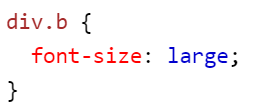 div.b {
  font-size: large;
}